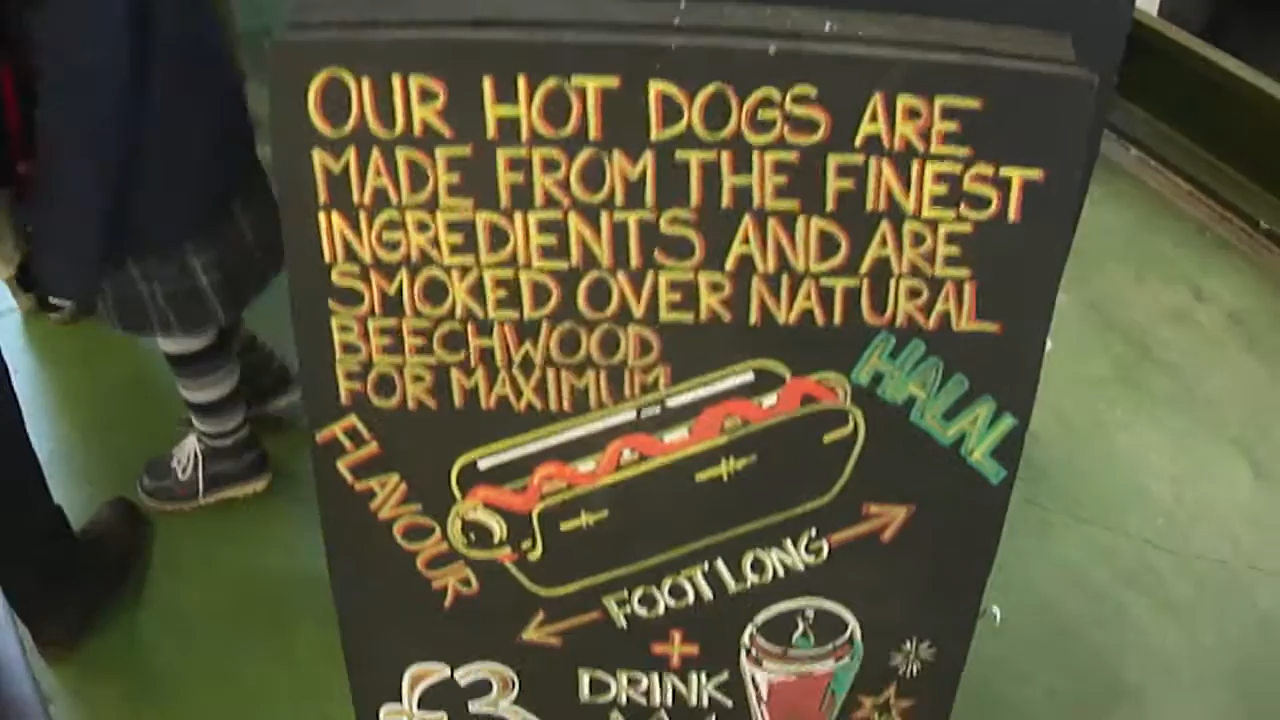 OUR HOT DOGS ARE
MADE FROM THE FINEST
INGREDIENTS AND ARE
SMOKED OVER NATURAL
BEECHWOOD
FOR MAXIMUM
FLAVOUR
HALAL
FOOT LONG
+
DRINK
£3